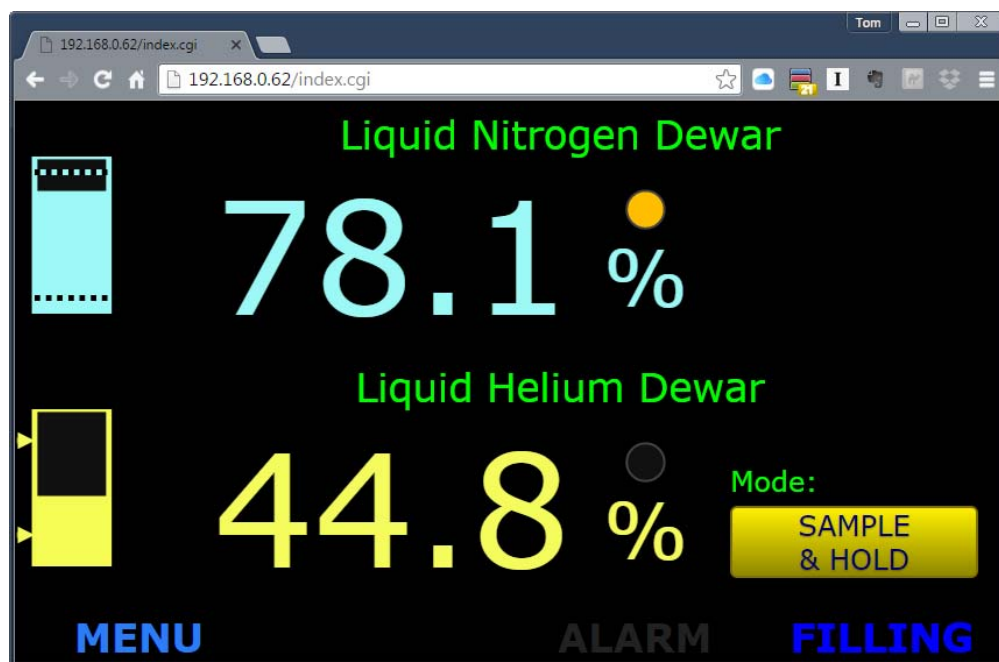 Tom
192.168.0.62/index.cgi
192.168.0.62/index.cgi
21
I
Liquid Nitrogen Dewar
78.1 %
Liquid Helium Dewar
44.8 %
Mode:
SAMPLE
& HOLD
MENU
ALARM
FILLING